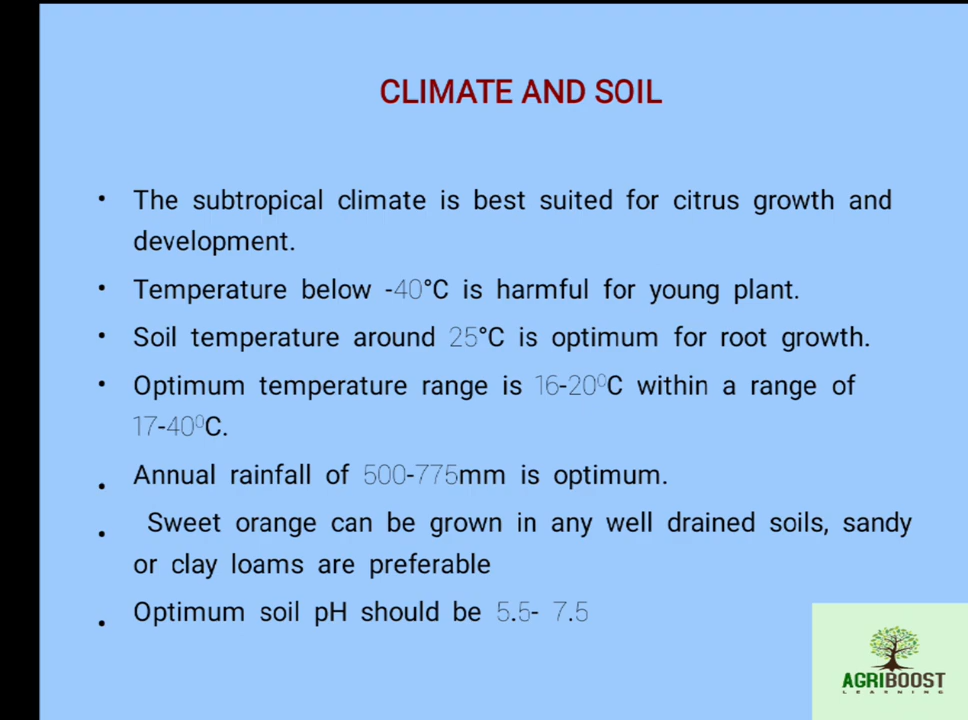 CLIMATE AND SOIL
• The subtropical climate is best suited for citrus growth and
development.
• Temperature below -40°C is harmful for young plant.
• Soil temperature around 25°C is optimum for root growth.
• Optimum temperature range is 16-20⁰C within a range of
17-40⁰C.
• Annual rainfall of 500-775mm is optimum.
• Sweet orange can be grown in any well drained soils, sandy
or clay loams are preferable
• Optimum soil pH should be 5.5- 7.5
AGRIBOOST
LEARNING